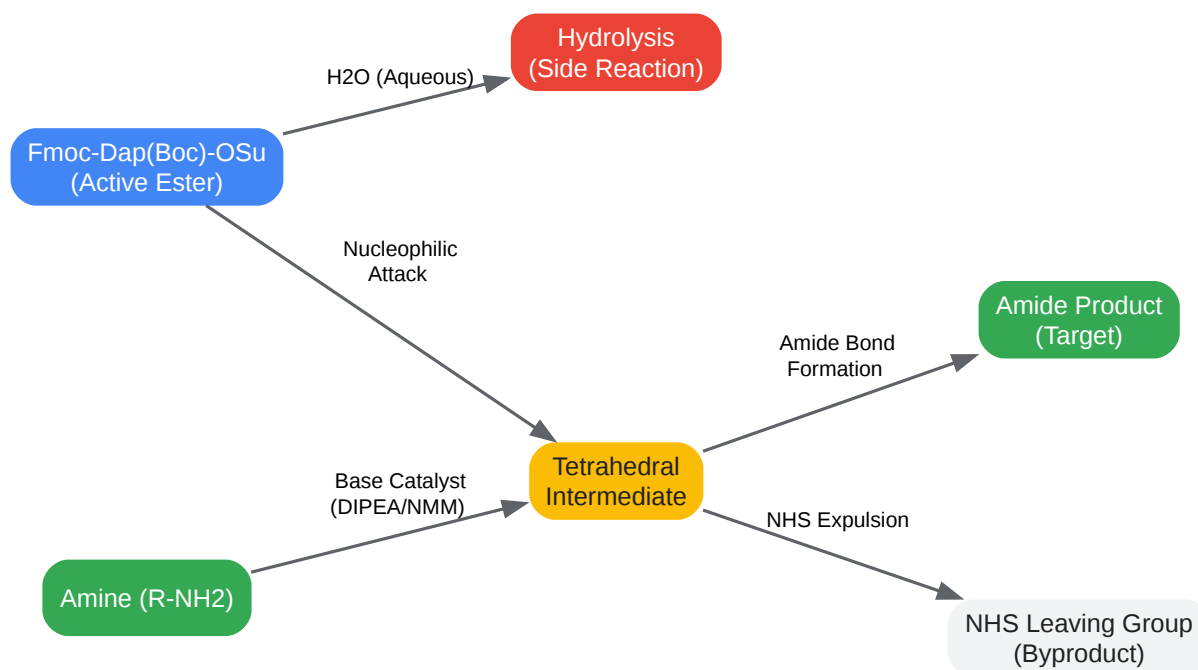 Hydrolysis
(Side Reaction)
H2O (Aqueous)
Fmoc-Dap(Boc)-OSu
(Active Ester)
Nucleophilic
Attack
Amide Product
(Target)
Amide Bond
Formation
Tetrahedral
Intermediate
Base Catalyst
(DIPEA/NMM)
NHS Expulsion
Amine (R-NH2)
NHS Leaving Group
(Byproduct)